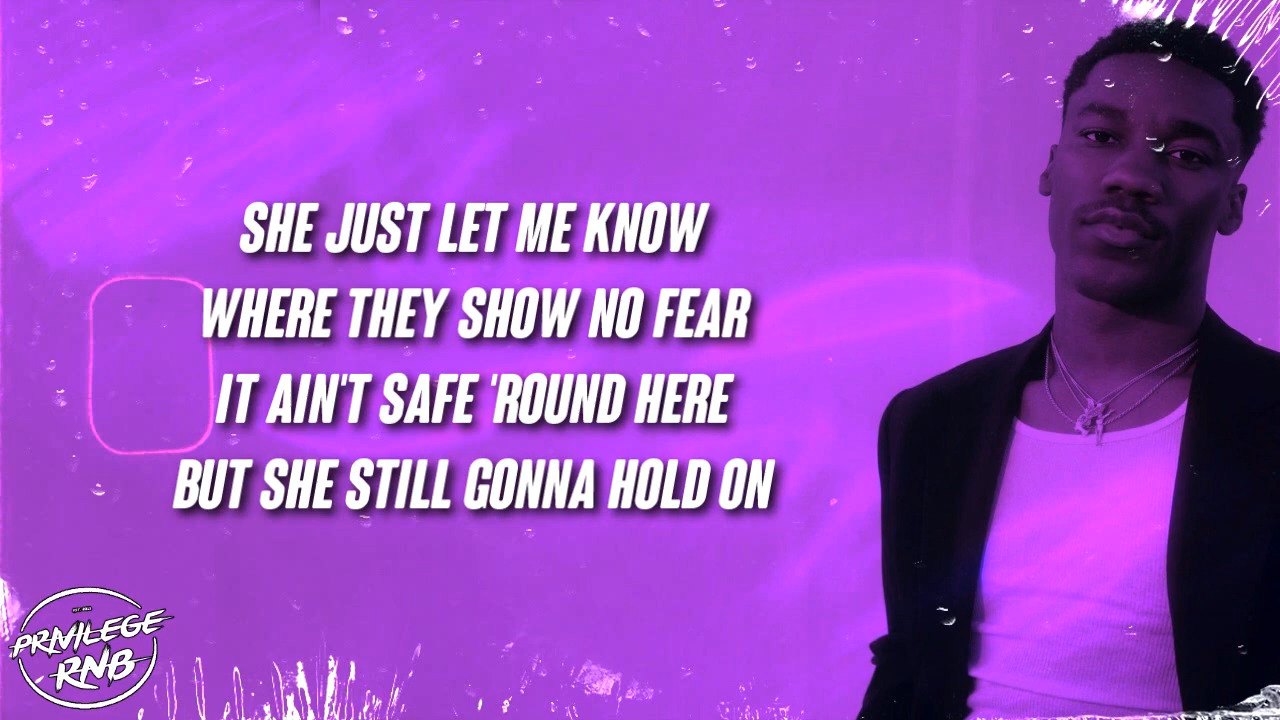 SHE JUST LET ME KNOW
WHERE THEY SHOW NO FEAR
IT AIN'T SAFE 'ROUND HERE
BUT SHE STILL GONNA HOLD ON
PRIVILEGE
RNB